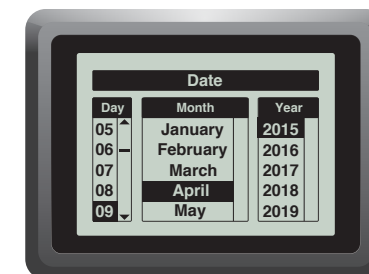 Date
Day Month Year
05 January 2015
06 February 2016
07 March 2017
08 April 2018
09 May 2019